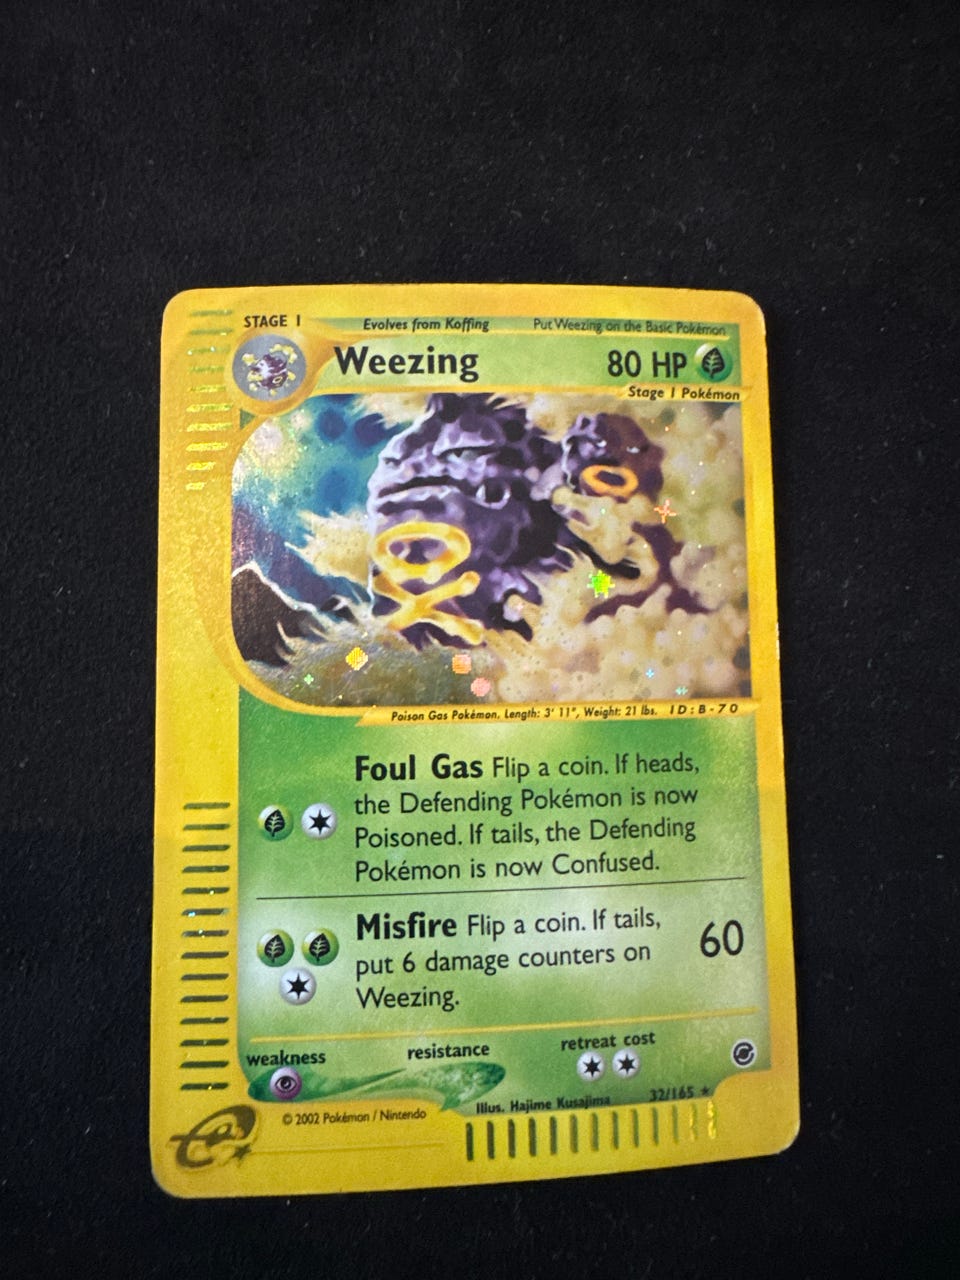 STAGE 1 Evolves from Koffing Put Weezing on the Basic Pokémon
Weezing 80 HP
Stage 1 Pokémon
Poison Gas Pokémon, Length: 3' 11", Weight: 21 lbs. ID:B-70
Foul Gas Flip a coin. If heads,
the Defending Pokémon is now
Poisoned. If tails, the Defending
Pokémon is now Confused.
Misfire Flip a coin. If tails,
put 6 damage counters on
Weezing.
60
weakness resistance retreat cost
© 2002 Pokémon / Nintendo
Illus. Hajime Kusajima 32/165 ★
e